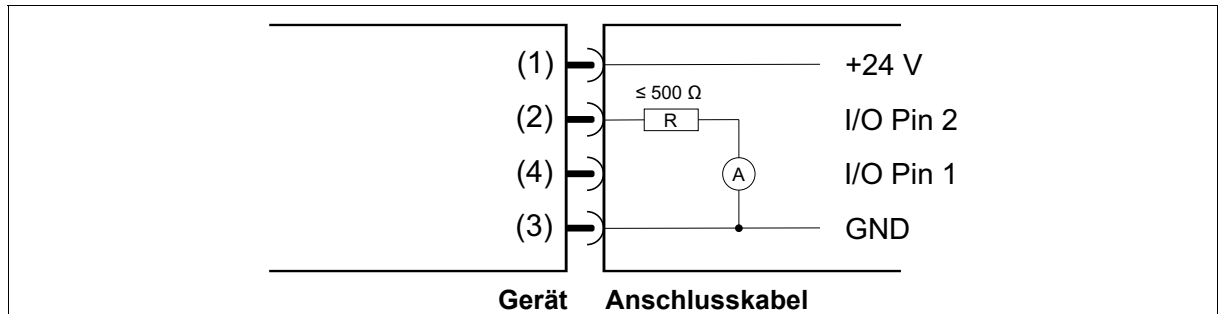 (1) +24 V
≤ 500 Ω
(2) R I/O Pin 2
(4) A I/O Pin 1
(3) GND
Gerät Anschlusskabel